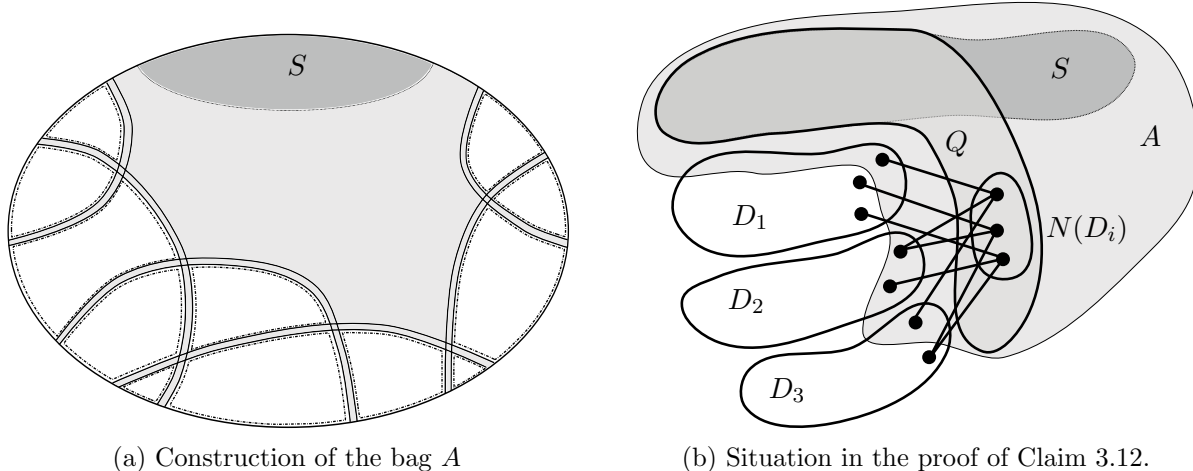 S
S
Q
A
D₁
N(Dᵢ)
D₂
D₃
(a) Construction of the bag A
(b) Situation in the proof of Claim 3.12.